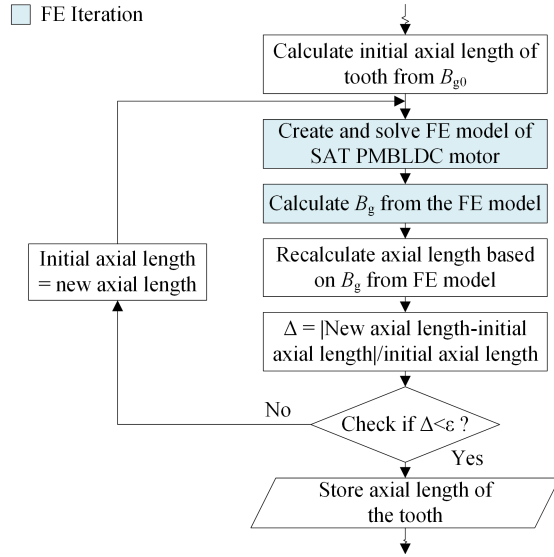 FE Iteration
Calculate initial axial length of
tooth from Bg0
Create and solve FE model of
SAT PMBLDC motor
Calculate Bg from the FE model
Recalculate axial length based
on Bg from FE model
Initial axial length
= new axial length
Δ = |New axial length-initial
axial length|/initial axial length
No
Check if Δ<ε ?
Yes
Store axial length of
the tooth